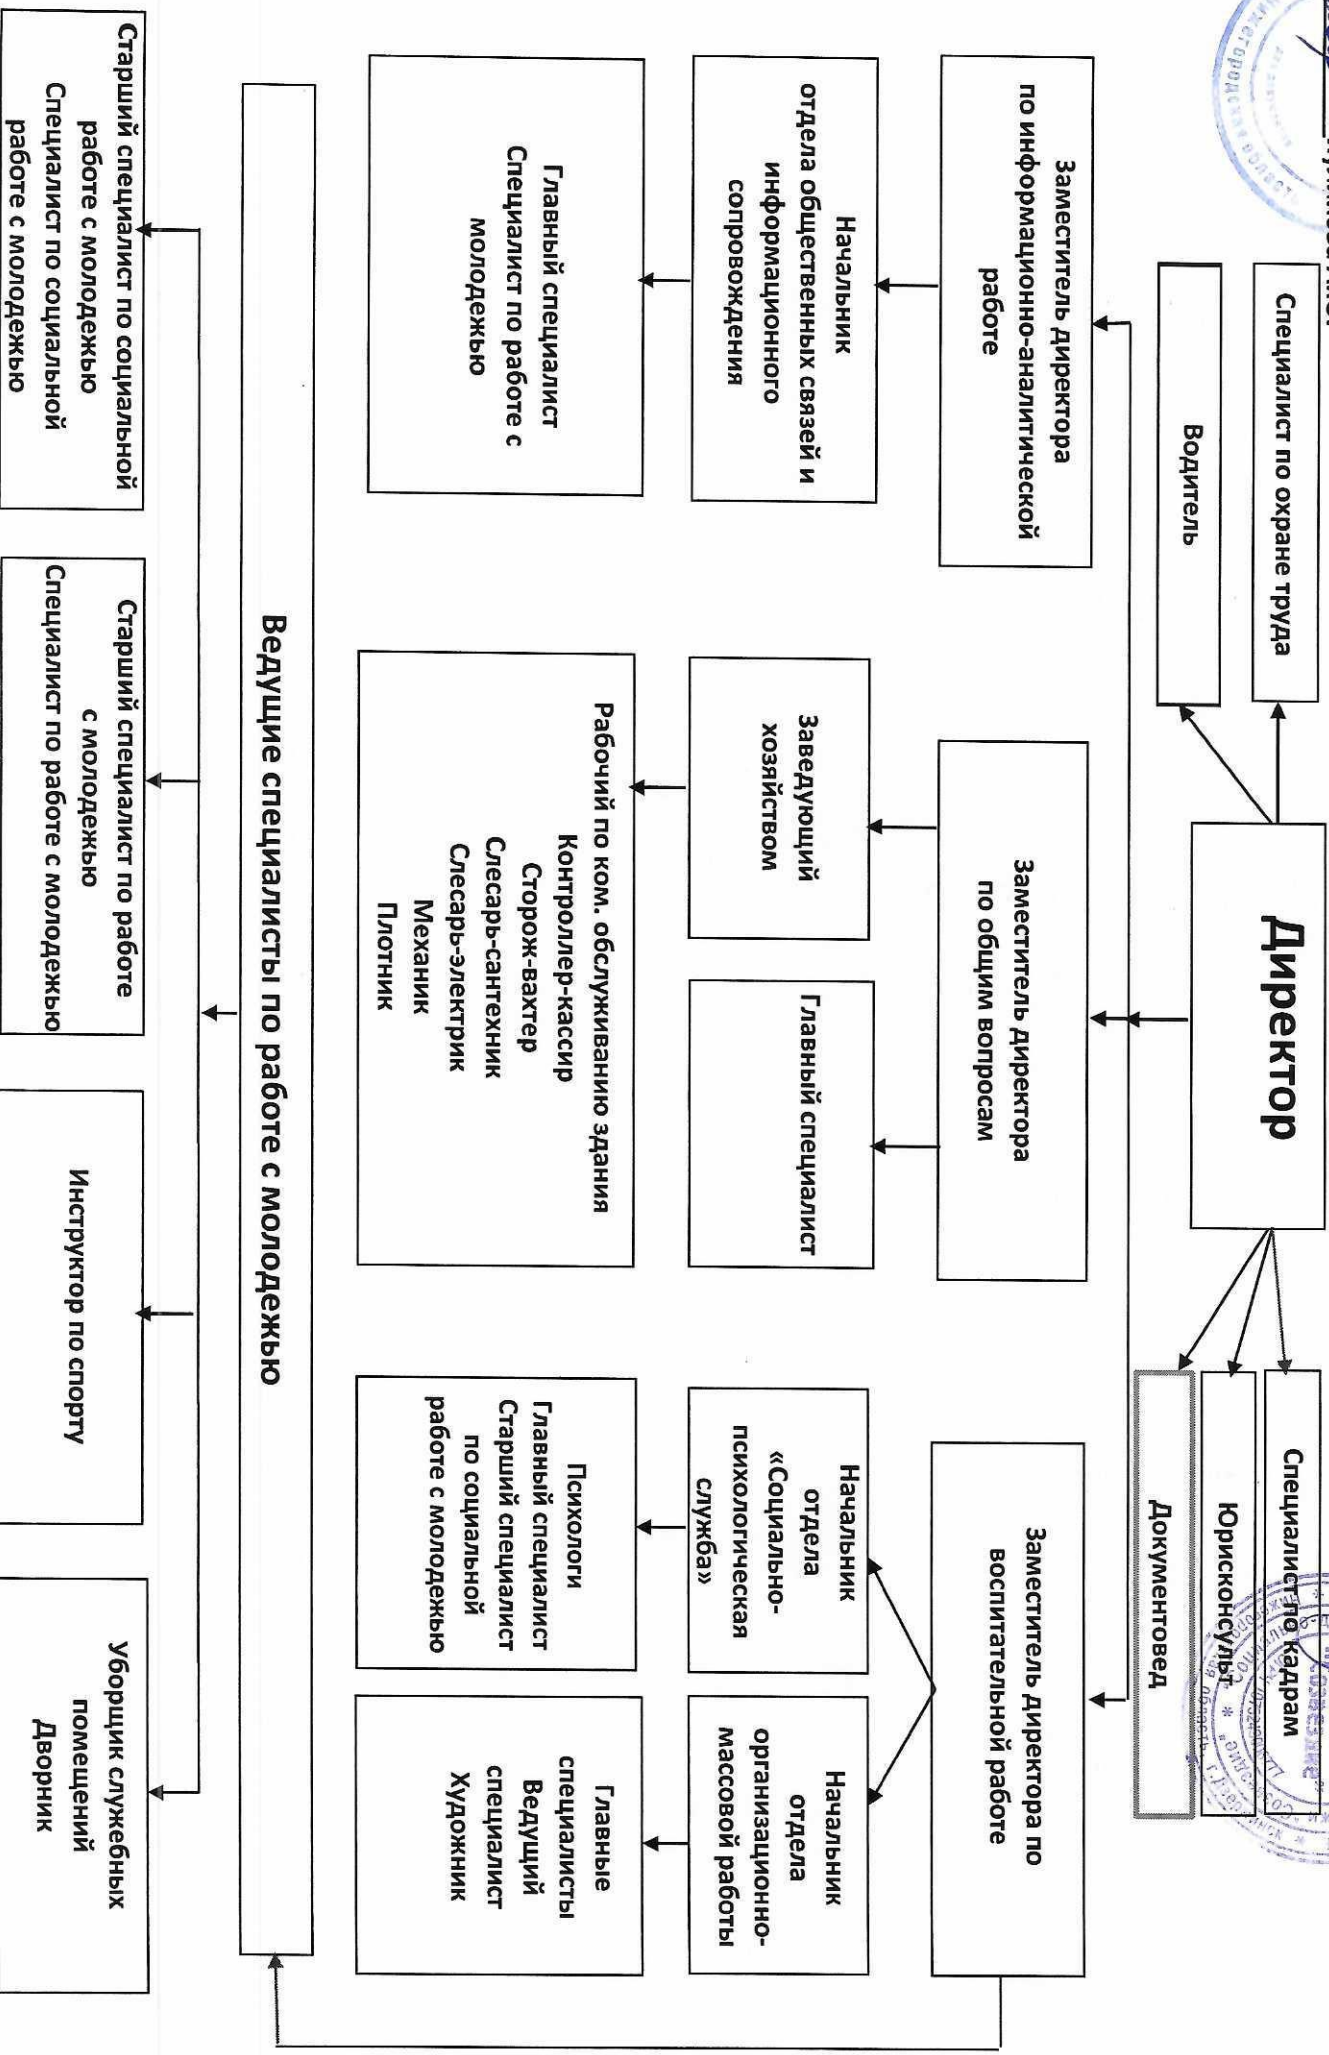 Специалист по охране труда
Водитель
Директор
Специалист по кадрам
Юрисконсульт
Документовед
Заместитель директора
по информационно-аналитической
работе
Заместитель директора
по общим вопросам
Заместитель директора по
воспитательной работе
Начальник
отдела общественных связей и
информационного
сопровождения
Заведующий
хозяйством
Главный специалист
Начальник
отдела
«Социально-
психологическая
служба»
Начальник
отдела
организационно-
массовой работы
Главный специалист
Специалист по работе с
молодежью
Рабочий по ком. обслуживанию здания
Контроллер-кассир
Сторож-вахтер
Слесарь-сантехник
Слесарь-электрик
Механик
Плотник
Психологи
Главный специалист
Старший специалист
по социальной
работе с молодежью
Главные
специалисты
Ведущий
специалист
Художник
Ведущие специалисты по работе с молодежью
Старший специалист по социальной
работе с молодежью
Специалист по социальной
работе с молодежью
Старший специалист по работе
с молодежью
Специалист по работе с молодежью
Инструктор по спорту
Уборщик служебных
помещений
Дворник